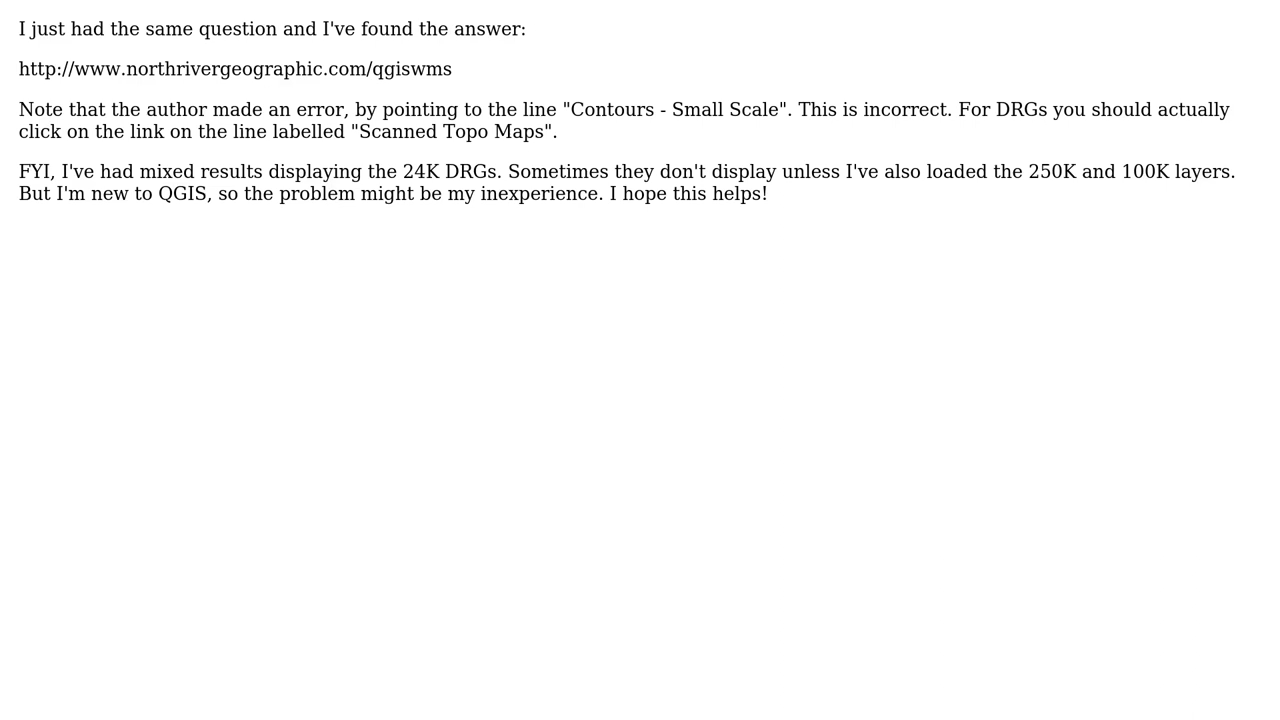 I just had the same question and I've found the answer:
http://www.northrivergeographic.com/qgiswms
Note that the author made an error, by pointing to the line "Contours - Small Scale". This is incorrect. For DRGs you should actually
click on the link on the line labelled "Scanned Topo Maps".
FYI, I've had mixed results displaying the 24K DRGs. Sometimes they don't display unless I've also loaded the 250K and 100K layers.
But I'm new to QGIS, so the problem might be my inexperience. I hope this helps!